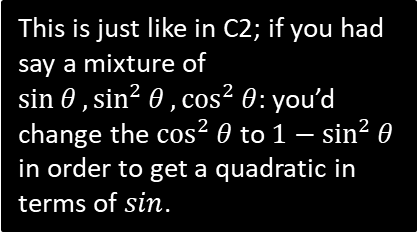 This is just like in C2; if you had
say a mixture of
sin θ , sin² θ , cos² θ: you’d
change the cos² θ to 1 − sin² θ
in order to get a quadratic in
terms of sin.